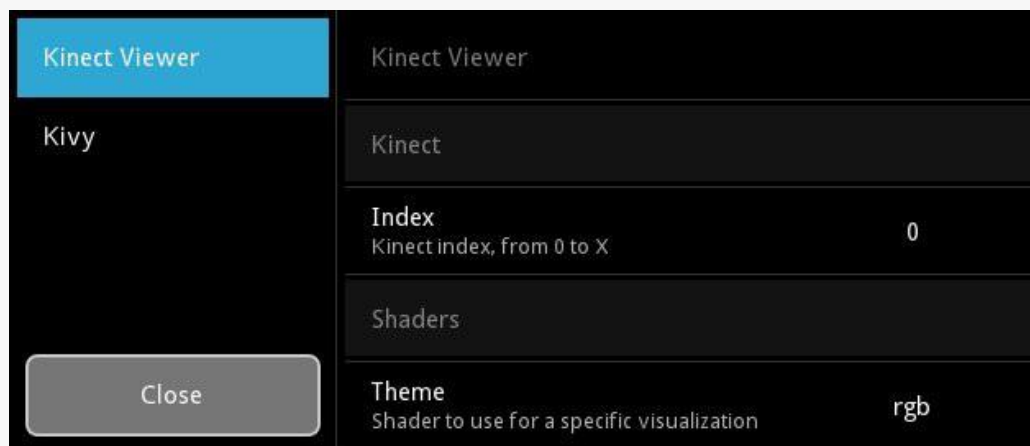 Kinect Viewer
Kivy
Close
Kinect Viewer
Kinect
Index
Kinect index, from 0 to X
0
Shaders
Theme
Shader to use for a specific visualization
rgb